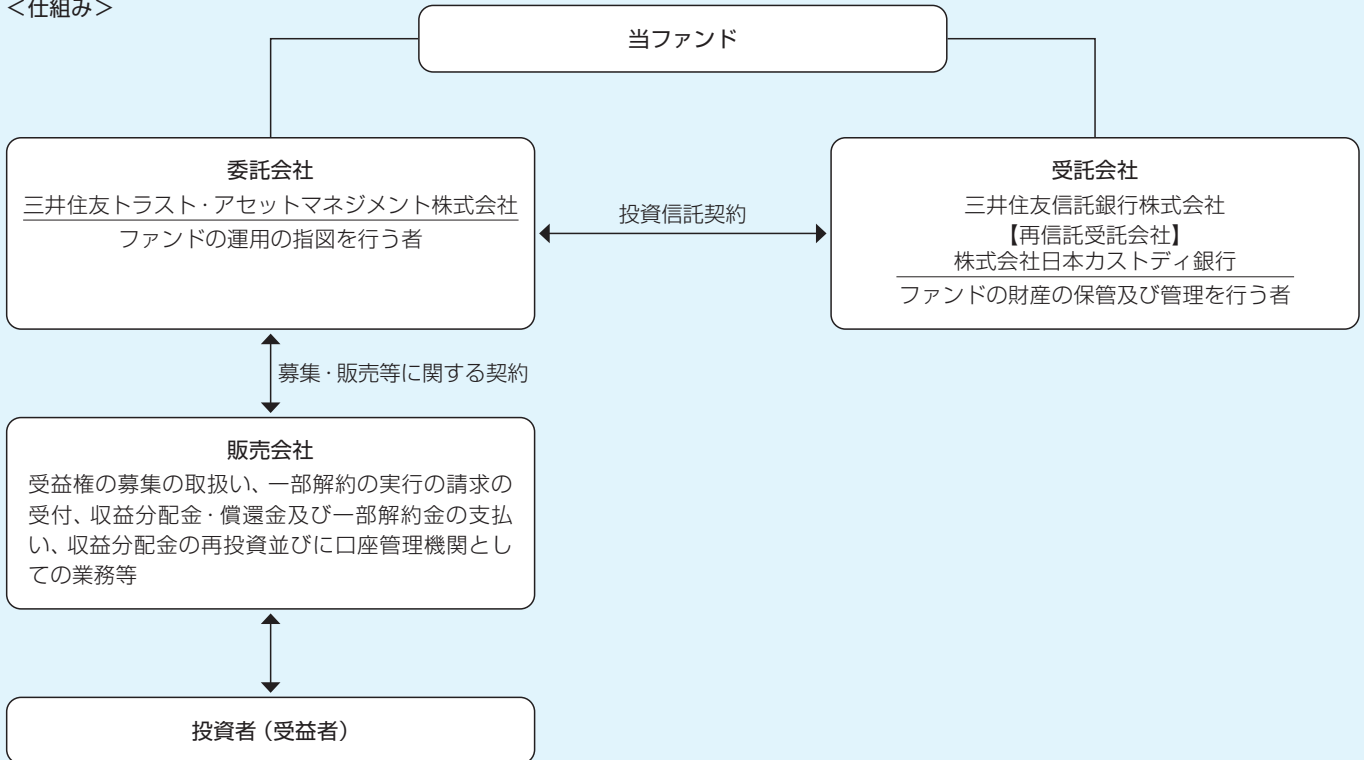 ＜仕組み＞
当ファンド
委託会社
三井住友トラスト・アセットマネジメント株式会社
ファンドの運用の指図を行う者
投資信託契約
受託会社
三井住友信託銀行株式会社
【再信託受託会社】
株式会社日本カストディ銀行
ファンドの財産の保管及び管理を行う者
募集・販売等に関する契約
販売会社
受益権の募集の取扱い、一部解約の実行の請求の
受付、収益分配金・償還金及び一部解約金の支払
い、収益分配金の再投資並びに口座管理機関とし
ての業務等
投資者（受益者）